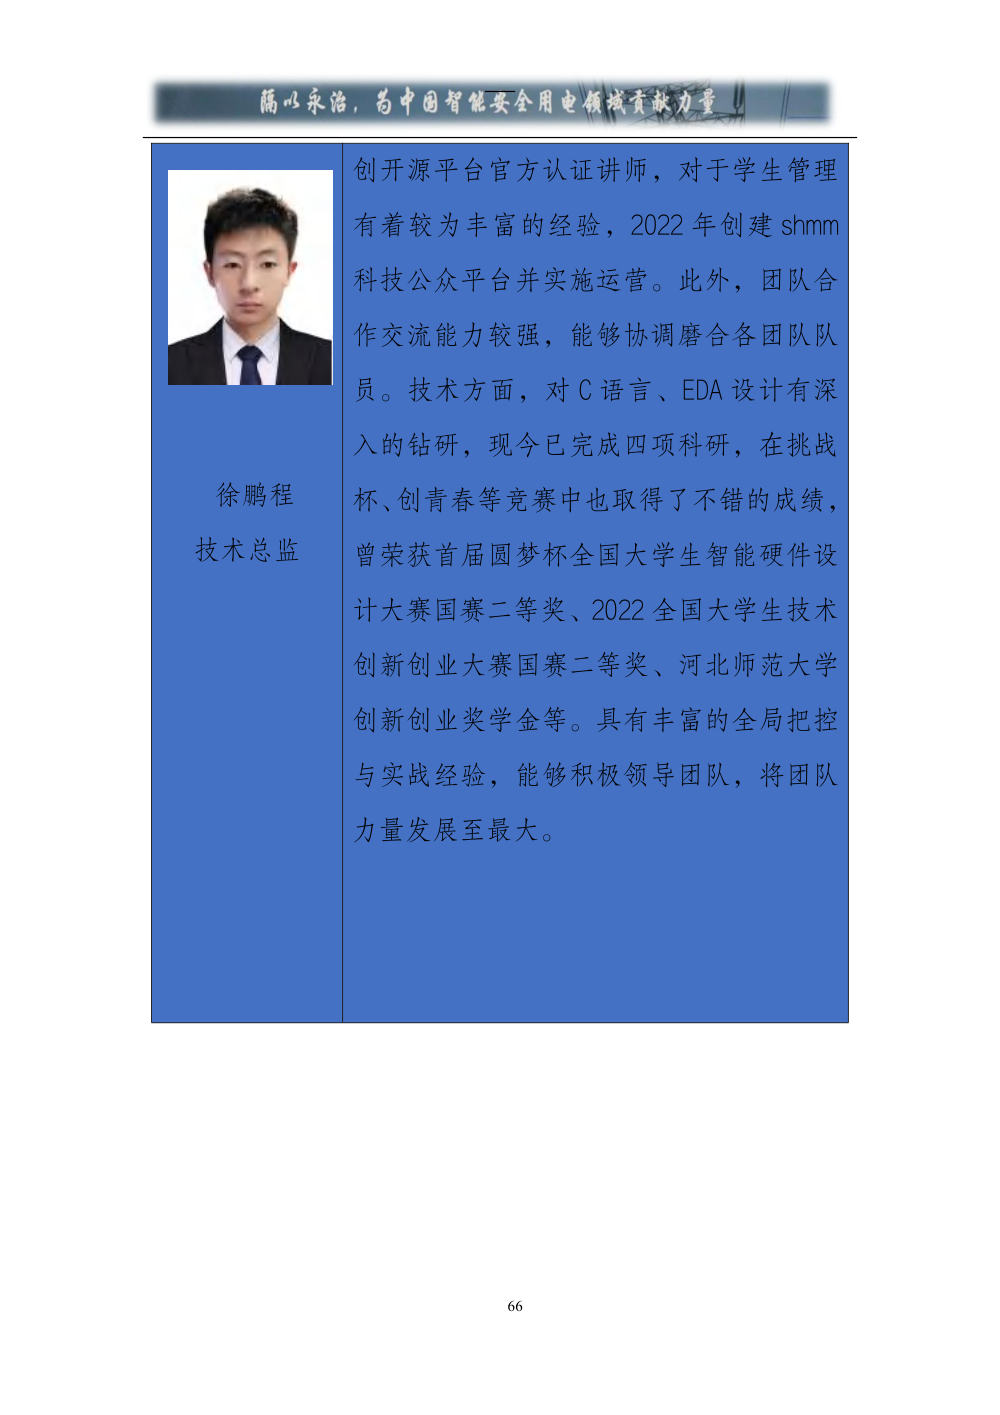 隔以永治，为中国智能安全用电领域贡献力量
徐鹏程
技术总监
创开源平台官方认证讲师，对于学生管理
有着较为丰富的经验，2022 年创建 shmm
科技公众平台并实施运营。此外，团队合
作交流能力较强，能够协调磨合各团队队
员。技术方面，对 C 语言、EDA 设计有深
入的钻研，现今已完成四项科研，在挑战
杯、创青春等竞赛中也取得了不错的成绩，
曾荣获首届圆梦杯全国大学生智能硬件设
计大赛国赛二等奖、2022 全国大学生技术
创新创业大赛国赛二等奖、河北师范大学
创新创业奖学金等。具有丰富的全局把控
与实战经验，能够积极领导团队，将团队
力量发展至最大。
66